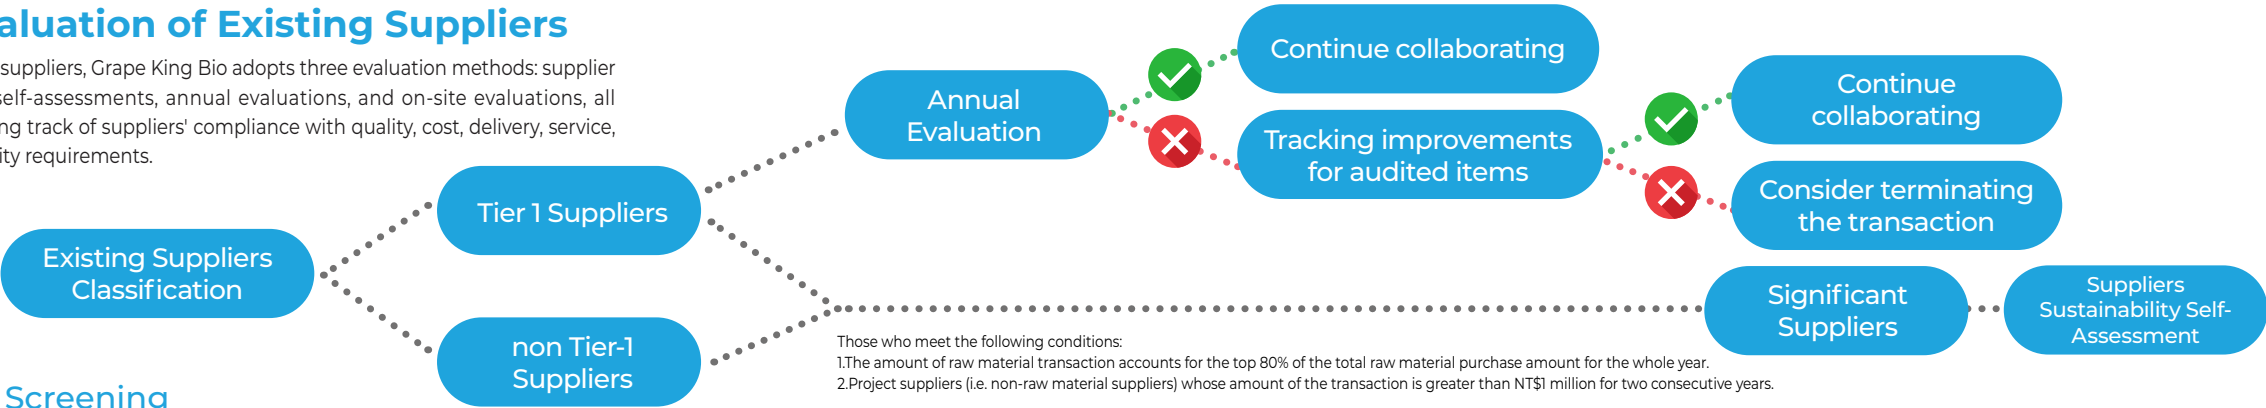 aluation of Existing Suppliers
suppliers, Grape King Bio adopts three evaluation methods: supplier
self-assessments, annual evaluations, and on-site evaluations, all
ng track of suppliers' compliance with quality, cost, delivery, service,
ity requirements.
Existing Suppliers
Classification
Tier 1 Suppliers
non Tier-1
Suppliers
Annual
Evaluation
Continue collaborating
Tracking improvements
for audited items
Continue
collaborating
Consider terminating
the transaction
Significant
Suppliers
Suppliers
Sustainability Self-
Assessment
Those who meet the following conditions:
1.The amount of raw material transaction accounts for the top 80% of the total raw material purchase amount for the whole year.
2.Project suppliers (i.e. non-raw material suppliers) whose amount of the transaction is greater than NT$1 million for two consecutive years.
Screening